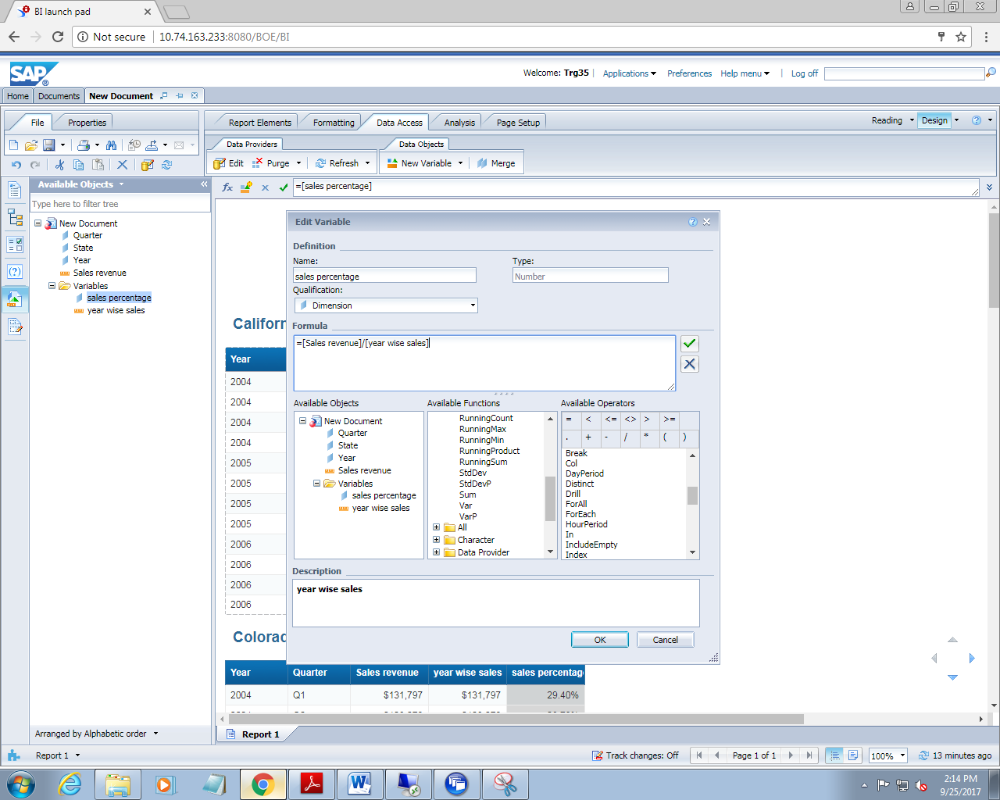 BI launch pad
Not secure 10.74.163.233:8080/BOE/BI
SAP
Welcome: Trg35 Applications Preferences Help menu Log off
Home Documents New Document
File Properties Report Elements Formatting Data Access Analysis Page Setup Reading Design
Data Providers Data Objects
Edit Purge Refresh New Variable Merge
Available Objects
=[sales percentage]
Type here to filter tree
New Document
Quarter
State
Year
Sales revenue
Variables
sales percentage
year wise sales
Edit Variable
Definition
Name: Type:
sales percentage Number
Qualification:
Dimension
Formula
=[Sales revenue]/[year wise sales]
Available Objects Available Functions Available Operators
New Document
Quarter
State
Year
Sales revenue
Variables
sales percentage
year wise sales
RunningCount
RunningMax
RunningMin
RunningProduct
RunningSum
StdDev
StdDevP
Sum
Var
VarP
All
Character
Data Provider
= < <= <> > >=
. + - / * ( )
Break
Col
DayPeriod
Distinct
Drill
ForAll
ForEach
HourPeriod
In
IncludeEmpty
Index
Description
year wise sales
OK Cancel
Californ
Year
2004
2004
2004
2004
2005
2005
2005
2005
2006
2006
2006
2006
Colorad
Year Quarter Sales revenue year wise sales sales percentag
2004 Q1 $131,797 $131,797 29.40%
Arranged by Alphabetic order
Report 1
Report 1 Track changes: Off Page 1 of 1 100% 13 minutes ago
2:14 PM
9/25/2017